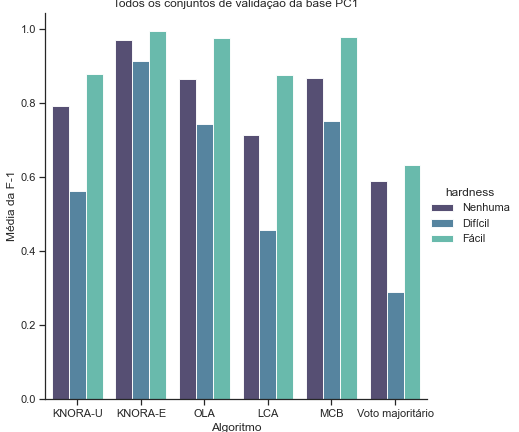 Todos os conjuntos de validação da base PC1
1.0
0.8
0.6
0.4
0.2
0.0
Média da F-1
KNORA-U KNORA-E OLA LCA MCB Voto majoritário
Algoritmo
hardness
Nenhuma
Difícil
Fácil